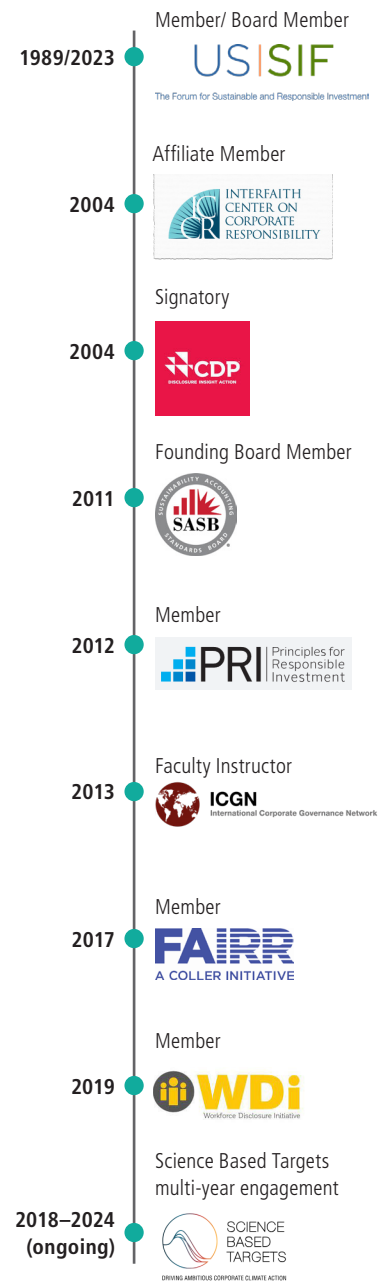 Member/ Board Member
1989/2023
US|SIF
The Forum for Sustainable and Responsible Investment
Affiliate Member
2004
ICCR
INTERFAITH
CENTER ON
CORPORATE
RESPONSIBILITY
Signatory
2004
CDP
DISCLOSURE INSIGHT ACTION
Founding Board Member
2011
SUSTAINABILITY ACCOUNTING
SASB
STANDARDS BOARD
Member
2012
PRI
Principles for
Responsible
Investment
Faculty Instructor
2013
ICGN
International Corporate Governance Network
Member
2017
FAIRR
A COLLER INITIATIVE
Member
2019
WDi
Workforce Disclosure Initiative
Science Based Targets
multi-year engagement
2018–2024
(ongoing)
SCIENCE
BASED
TARGETS
DRIVING AMBITIOUS CORPORATE CLIMATE ACTION